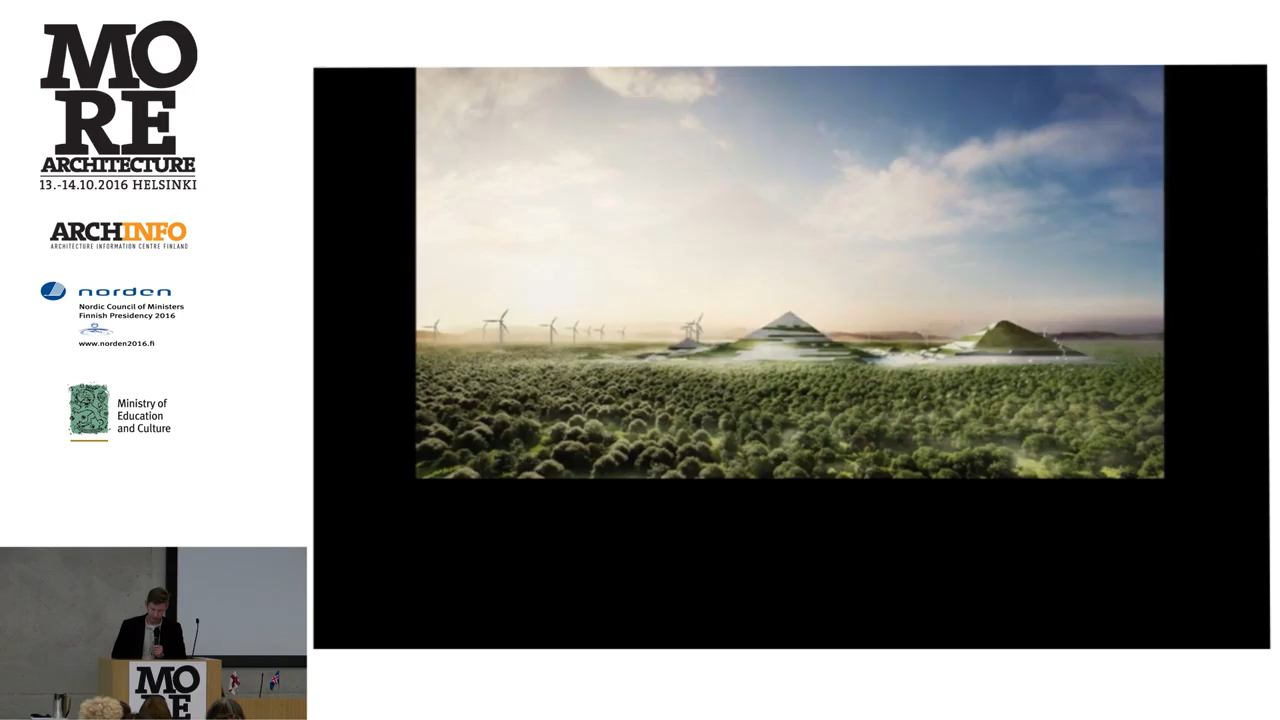 MO
RE
ARCHITECTURE
13.-14.10.2016 HELSINKI
ARCHINFO
ARCHITECTURE INFORMATION CENTRE FINLAND
norden
Nordic Council of Ministers
Finnish Presidency 2016
www.norden2016.fi
Ministry of
Education
and Culture
MO
RE